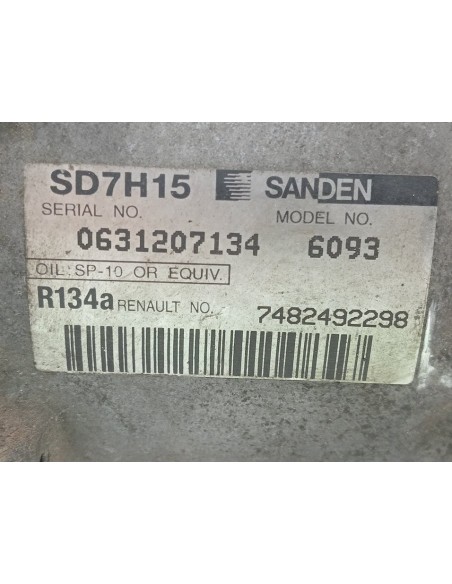 SD7H15 SANDEN
SERIAL NO. MODEL NO.
0631207134 6093
OIL: SP-10 OR EQUIV.
R134a RENAULT NO. 7482492298